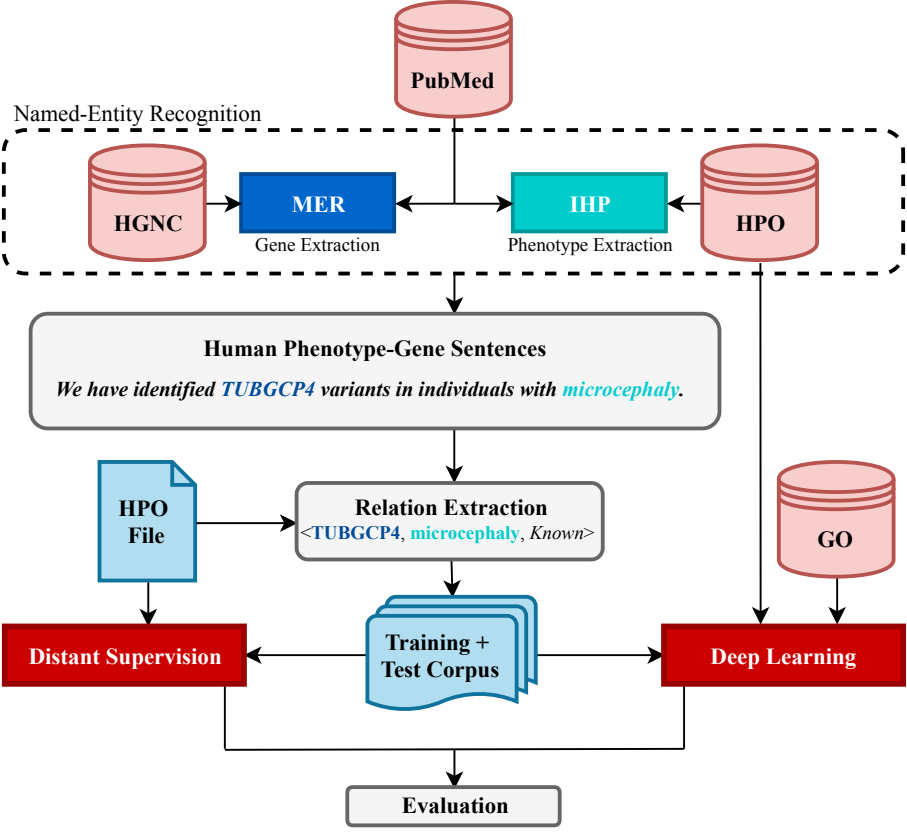 PubMed
Named-Entity Recognition
HGNC
MER
Gene Extraction
IHP
Phenotype Extraction
HPO
Human Phenotype-Gene Sentences
We have identified TUBGCP4 variants in individuals with microcephaly.
HPO
File
Relation Extraction
<TUBGCP4, microcephaly, Known>
GO
Distant Supervision
Training +
Test Corpus
Deep Learning
Evaluation